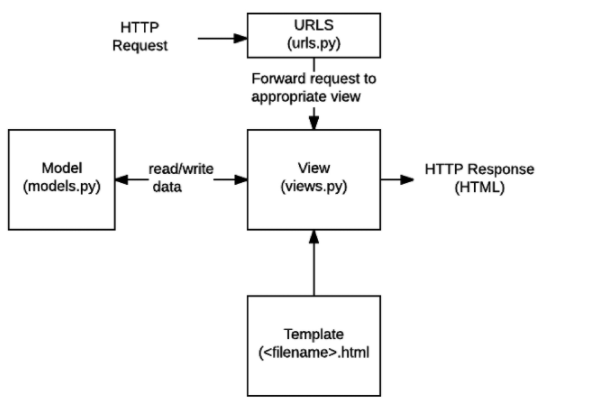 HTTP
Request
URLS
(urls.py)
Forward request to
appropriate view
Model
(models.py)
read/write
data
View
(views.py)
HTTP Response
(HTML)
Template
(<filename>.html